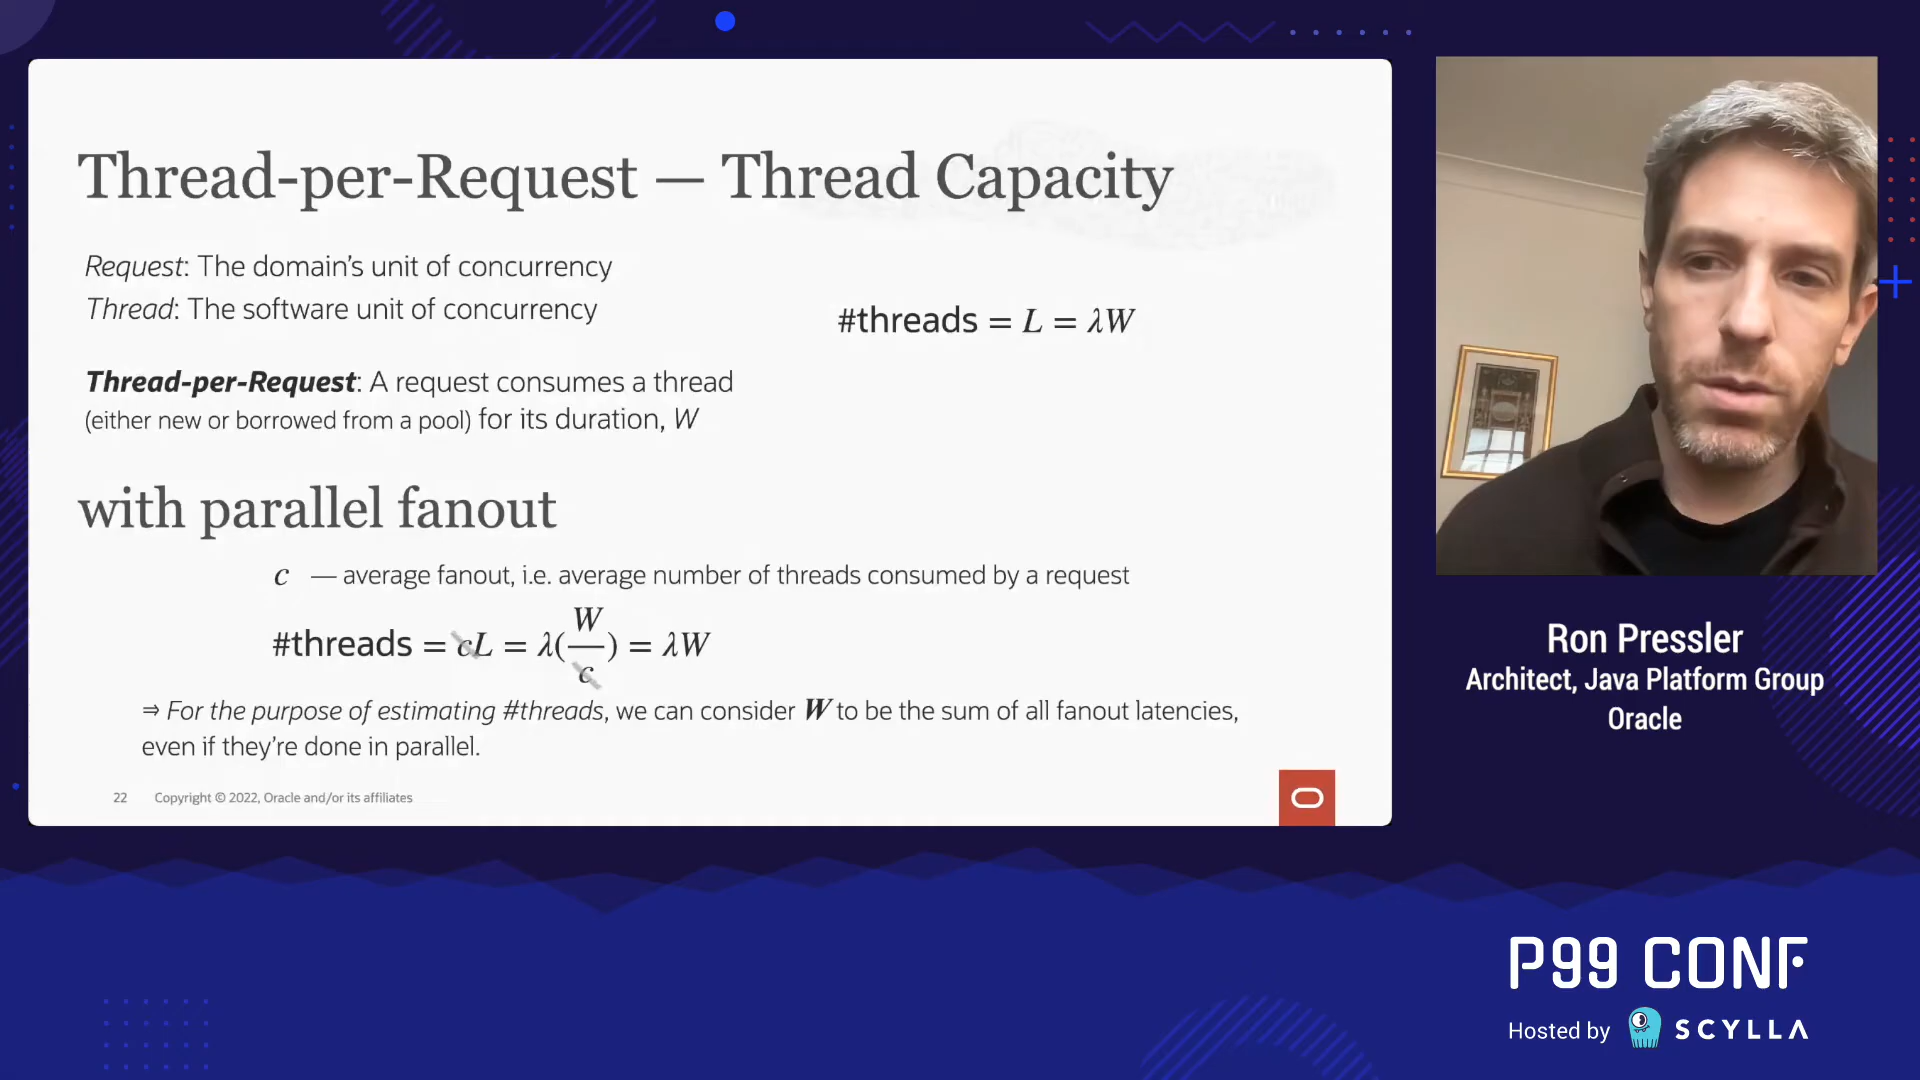 Thread-per-Request — Thread Capacity
Request: The domain's unit of concurrency
Thread: The software unit of concurrency
#threads = L = λW
Thread-per-Request: A request consumes a thread
(either new or borrowed from a pool) for its duration, W
with parallel fanout
c — average fanout, i.e. average number of threads consumed by a request
#threads = cL = λ(W/c) = λW
⇒ For the purpose of estimating #threads, we can consider W to be the sum of all fanout latencies,
even if they're done in parallel.
22 Copyright © 2022, Oracle and/or its affiliates
Ron Pressler
Architect, Java Platform Group
Oracle
P99 CONF
Hosted by SCYLLA